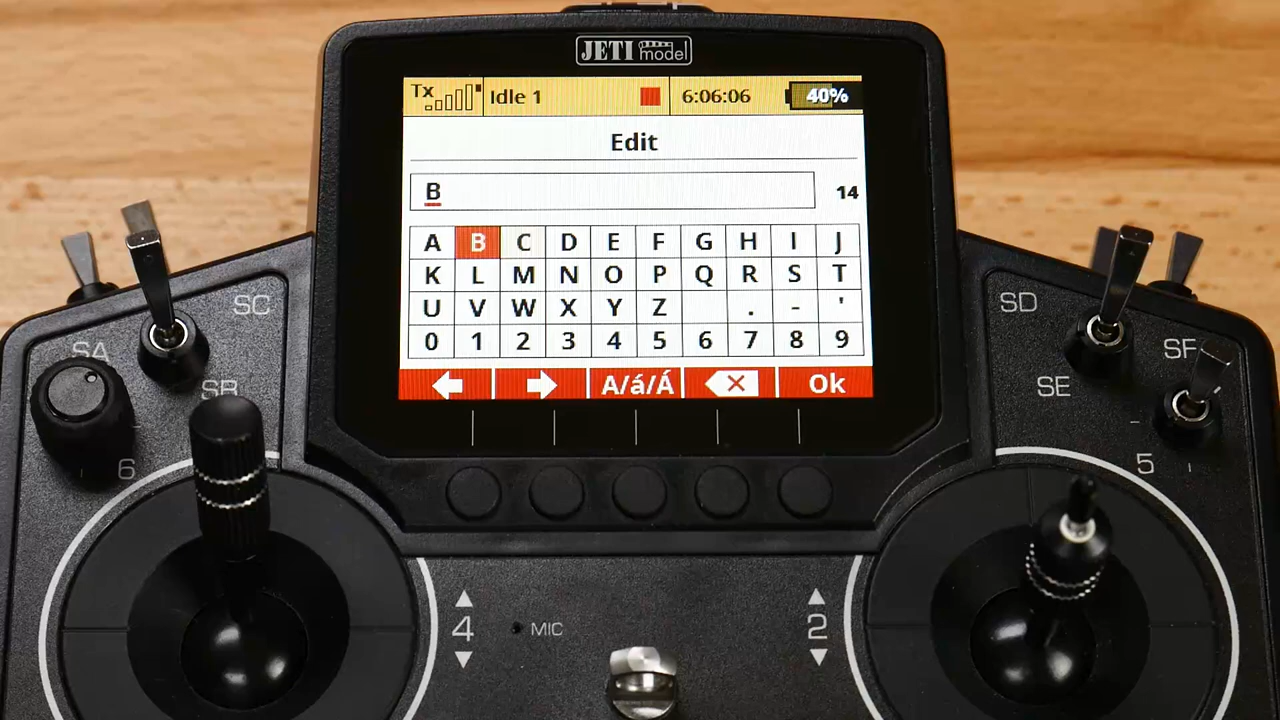 JETI model
Tx Idle 1 6:06:06 40%
Edit
B 14
A B C D E F G H I J
K L M N O P Q R S T
U V W X Y Z . - '
0 1 2 3 4 5 6 7 8 9
A/á/Á Ok
SC
SD
SA
SF
SB
SE
6
5
4
MIC
2